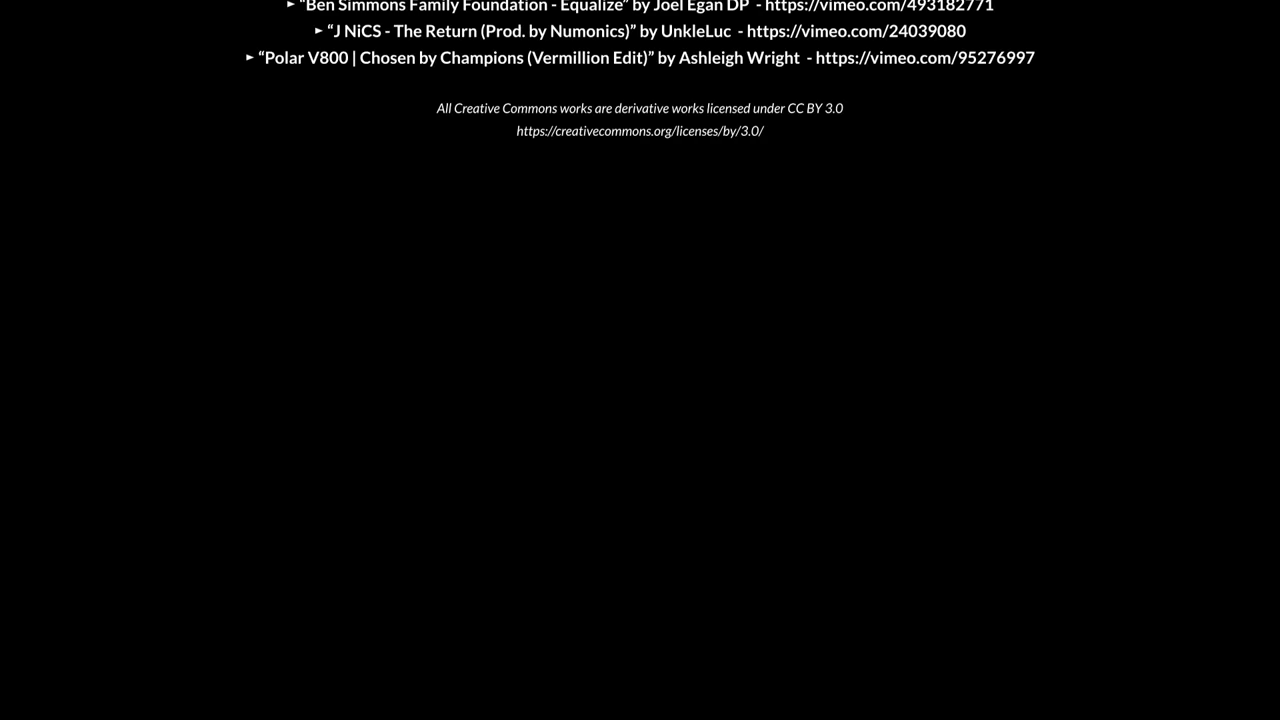 ► “Ben Simmons Family Foundation - Equalize” by Joel Egan DP - https://vimeo.com/493182771
► “J NiCS - The Return (Prod. by Numonics)” by UnkleLuc - https://vimeo.com/24039080
► “Polar V800 | Chosen by Champions (Vermillion Edit)” by Ashleigh Wright - https://vimeo.com/95276997
All Creative Commons works are derivative works licensed under CC BY 3.0
https://creativecommons.org/licenses/by/3.0/